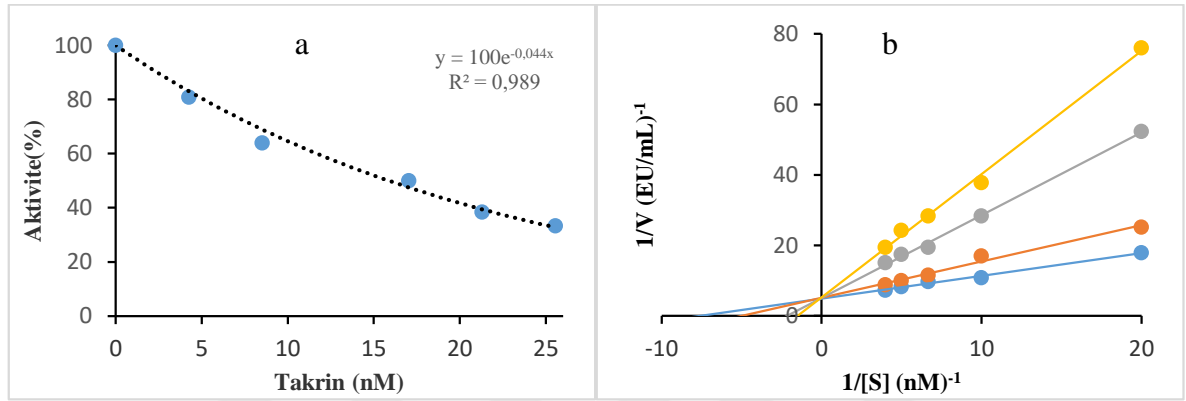 a
y = 100e-0,044x
R² = 0,989
100
80
60
40
20
0
0
5
10
15
20
25
Aktivite(%)
Takrin (nM)
b
80
60
40
20
0
-10
0
10
20
1/V (EU/mL)-1
1/[S] (nM)-1